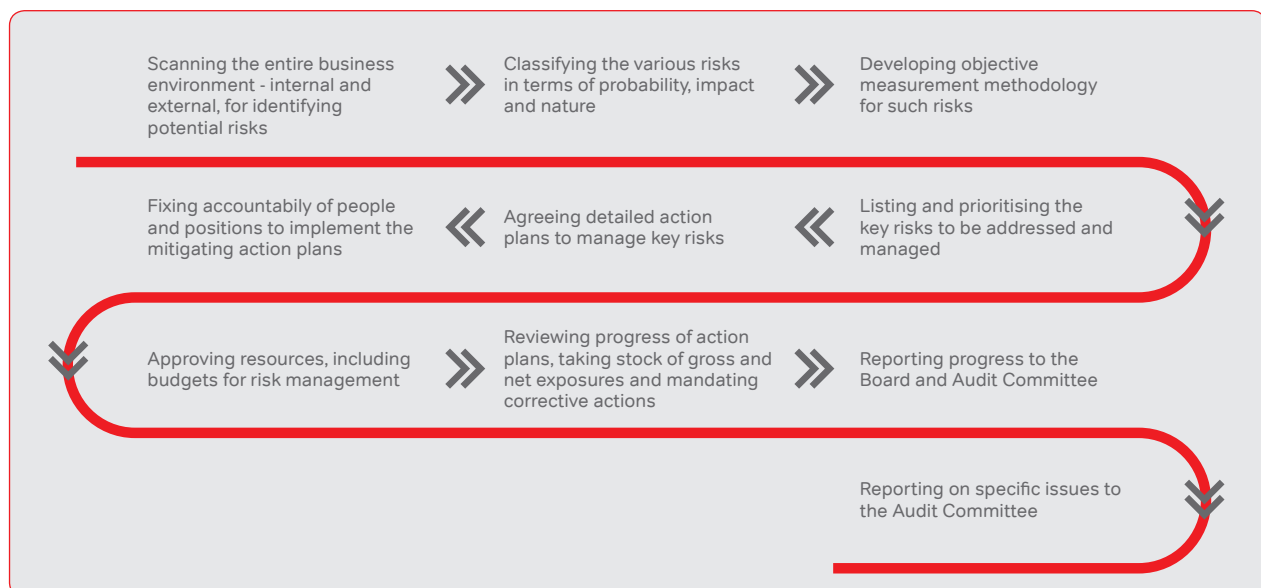 Scanning the entire business
environment - internal and
external, for identifying
potential risks
Classifying the various risks
in terms of probability, impact
and nature
Developing objective
measurement methodology
for such risks
Listing and prioritising the
key risks to be addressed and
managed
Agreeing detailed action
plans to manage key risks
Fixing accountabily of people
and positions to implement the
mitigating action plans
Approving resources, including
budgets for risk management
Reviewing progress of action
plans, taking stock of gross and
net exposures and mandating
corrective actions
Reporting progress to the
Board and Audit Committee
Reporting on specific issues to
the Audit Committee